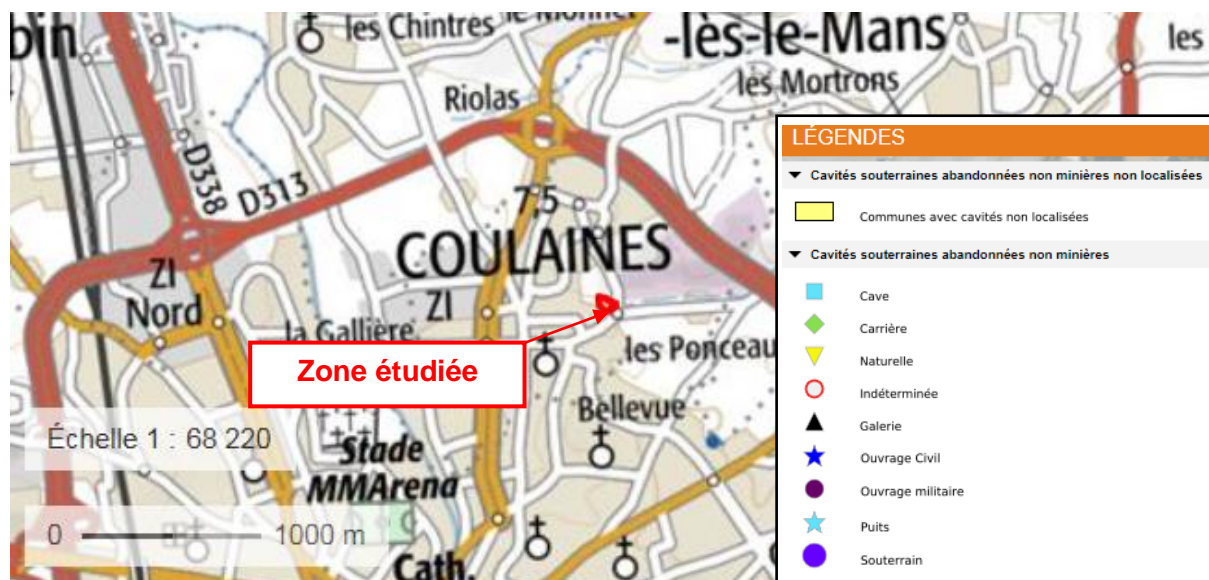 bin
les Chintres
-lès-le-Mans
les
les Mortrons
Riolas
D338
D313
7,5
COULAINES
ZI
Nord
ZI
la Gallière
les Ponceau
Zone étudiée
Bellevue
Échelle 1 : 68 220
Stade
MMArena
0
1000 m
Cath.
LÉGENDES
Cavités souterraines abandonnées non minières non localisées
Communes avec cavités non localisées
Cavités souterraines abandonnées non minières
Cave
Carrière
Naturelle
Indéterminée
Galerie
Ouvrage Civil
Ouvrage militaire
Puits
Souterrain